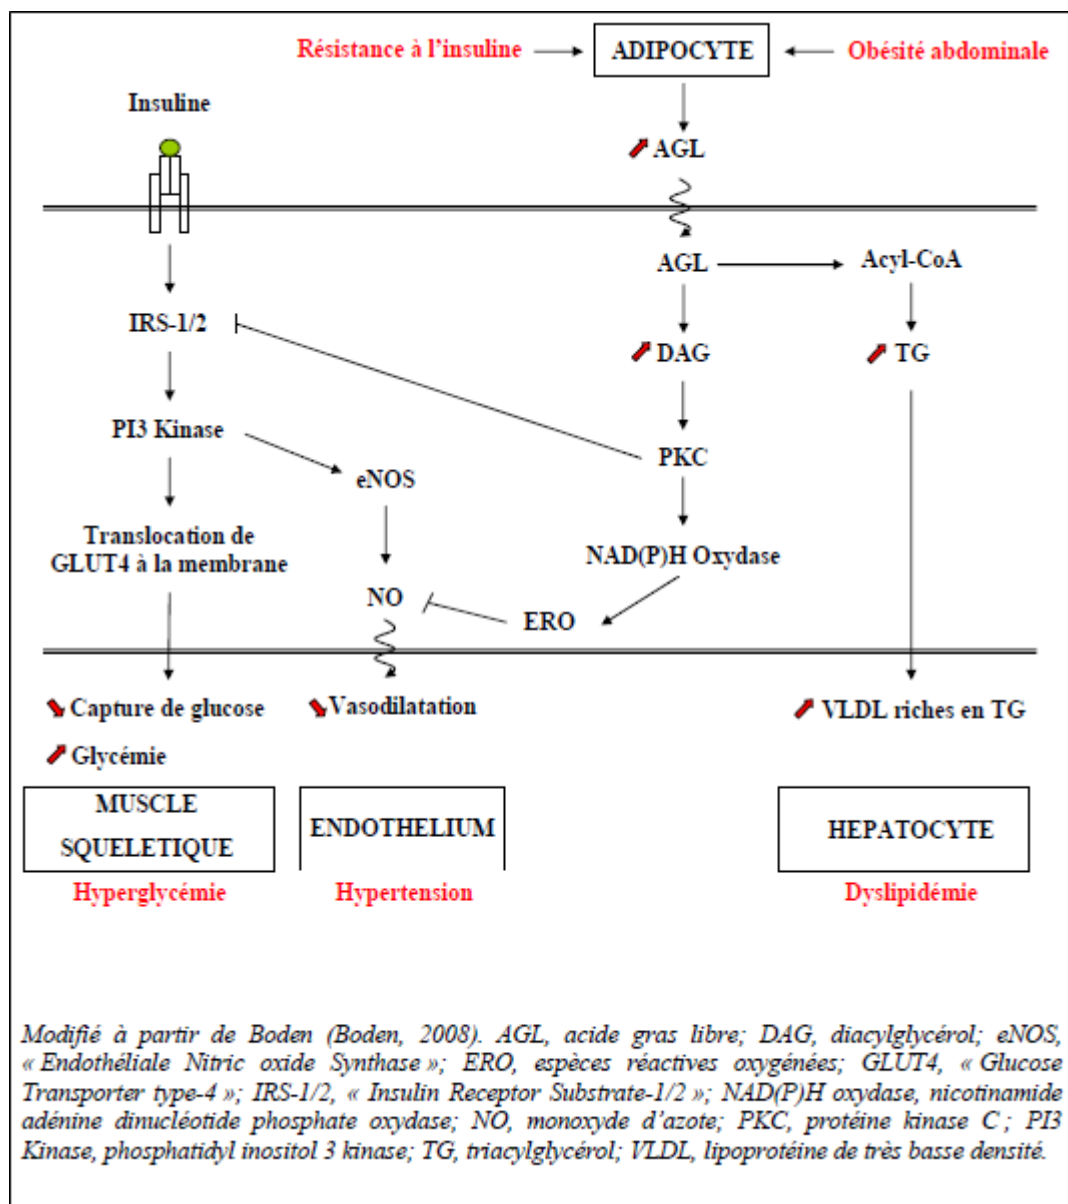 Résistance à l'insuline
ADIPOCYTE
Obésité abdominale
Insuline
AGL
AGL
Acyl-CoA
IRS-1/2
DAG
TG
PI3 Kinase
PKC
eNOS
Translocation de
GLUT4 à la membrane
NAD(P)H Oxydase
NO
ERO
Capture de glucose
Vasodilatation
VLDL riches en TG
Glycémie
MUSCLE
SQUELETIQUE
ENDOTHELIUM
HEPATOCYTE
Hyperglycémie
Hypertension
Dyslipidémie
Modifié à partir de Boden (Boden, 2008). AGL, acide gras libre; DAG, diacylglycérol; eNOS,
« Endothéliale Nitric oxide Synthase »; ERO, espèces réactives oxygénées; GLUT4, « Glucose
Transporter type-4 »; IRS-1/2, « Insulin Receptor Substrate-1/2 »; NAD(P)H oxydase, nicotinamide
adénine dinucléotide phosphate oxydase; NO, monoxyde d'azote; PKC, protéine kinase C ; PI3
Kinase, phosphatidyl inositol 3 kinase; TG, triacylglycérol; VLDL, lipoprotéine de très basse densité.